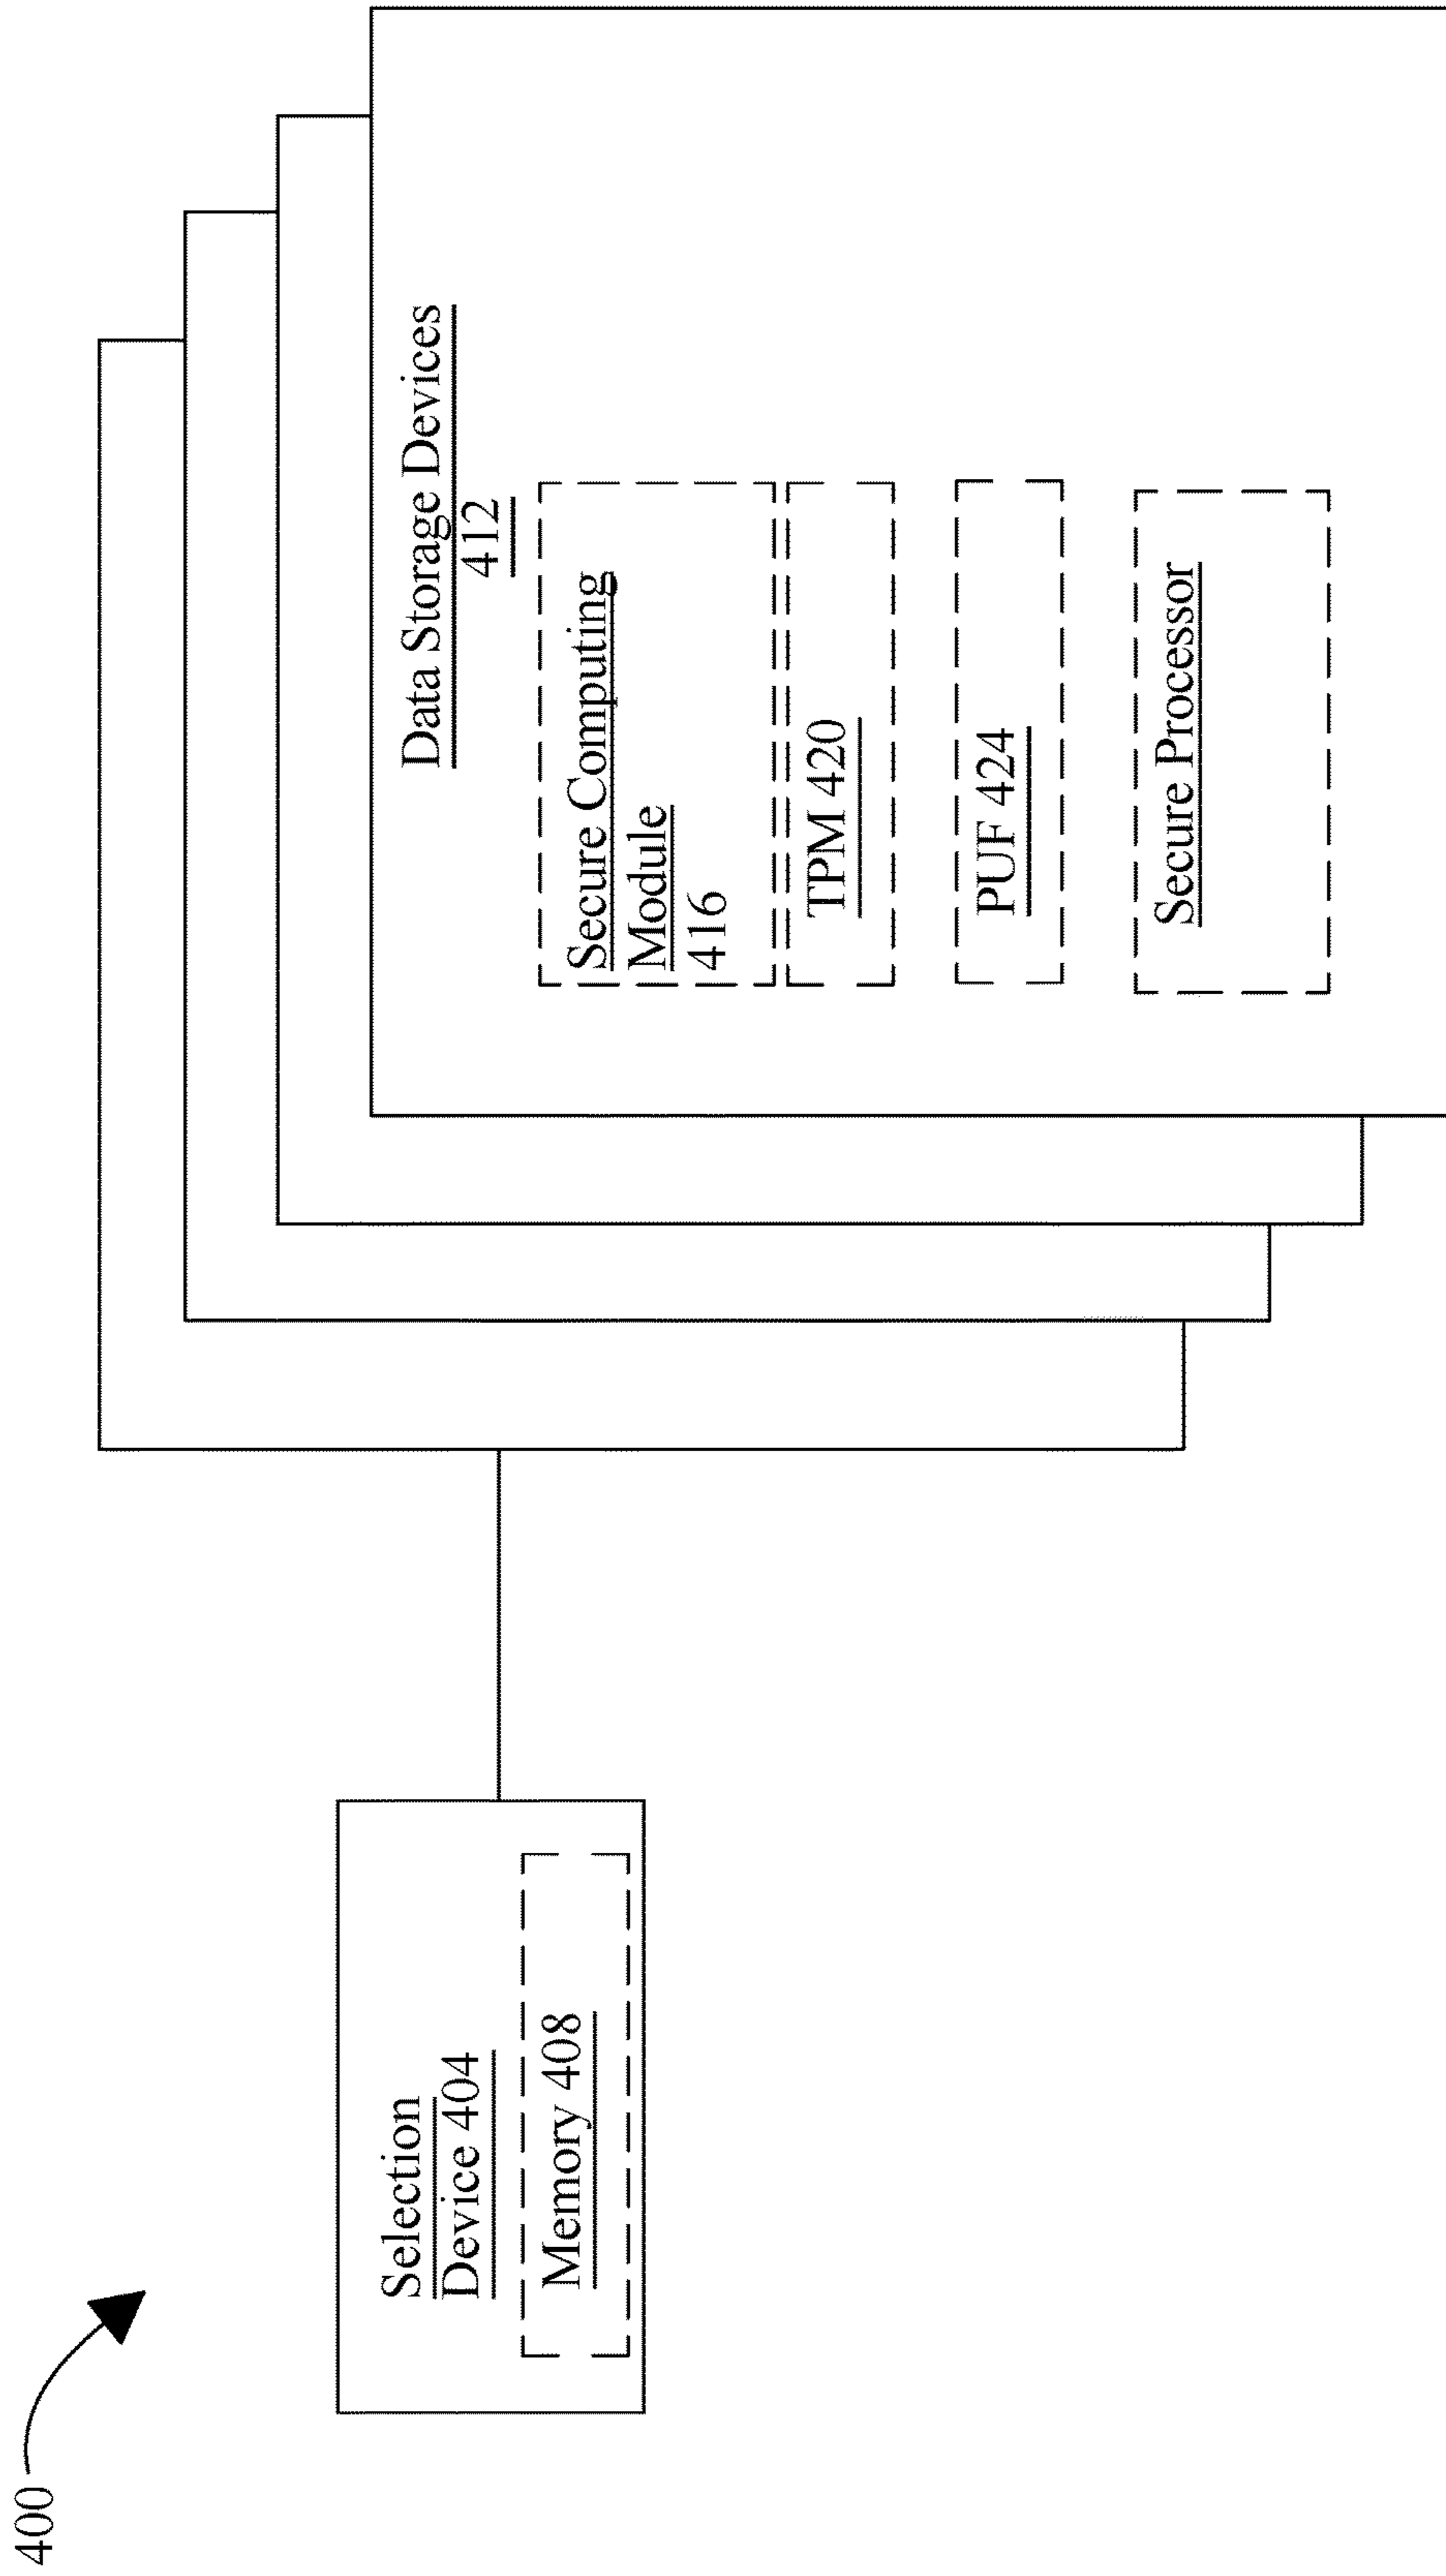 400
Selection
Device 404
Memory 408
Data Storage Devices
412
Secure Computing
Module
416
TPM 420
PUF 424
Secure Processor